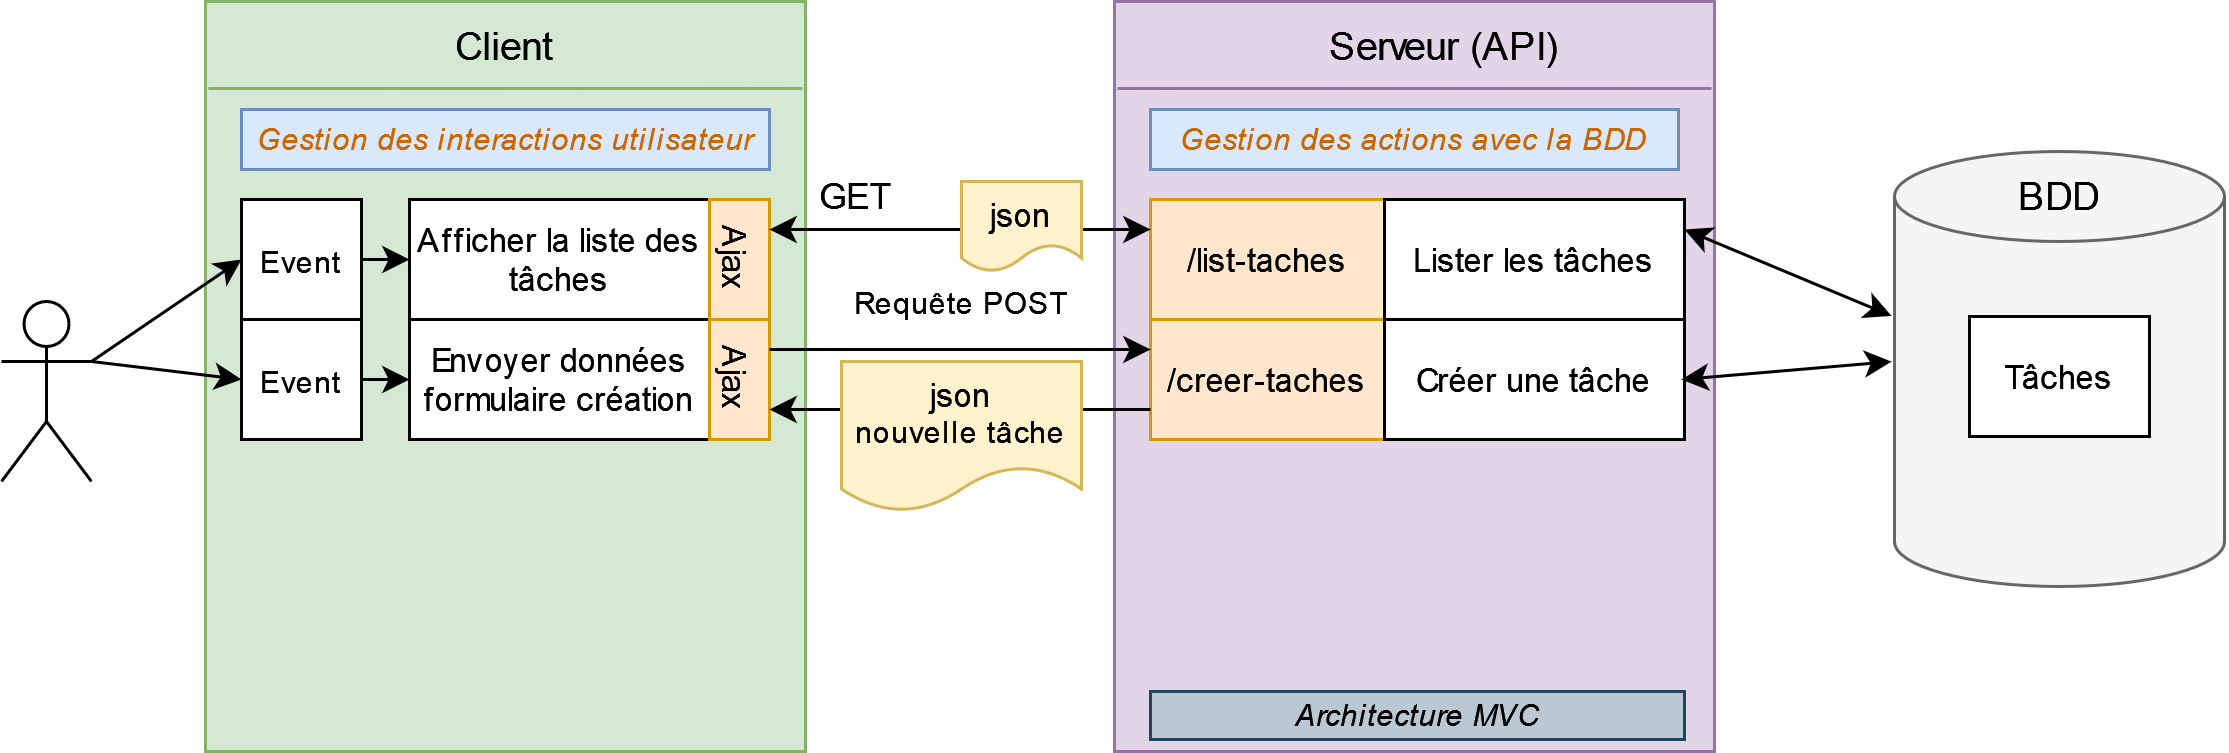 Client
Gestion des interactions utilisateur
Event
Afficher la liste des
tâches
Ajax
Event
Envoyer données
formulaire création
Ajax
GET
json
Requête POST
json
nouvelle tâche
Serveur (API)
Gestion des actions avec la BDD
/list-taches
Lister les tâches
/creer-taches
Créer une tâche
Architecture MVC
BDD
Tâches